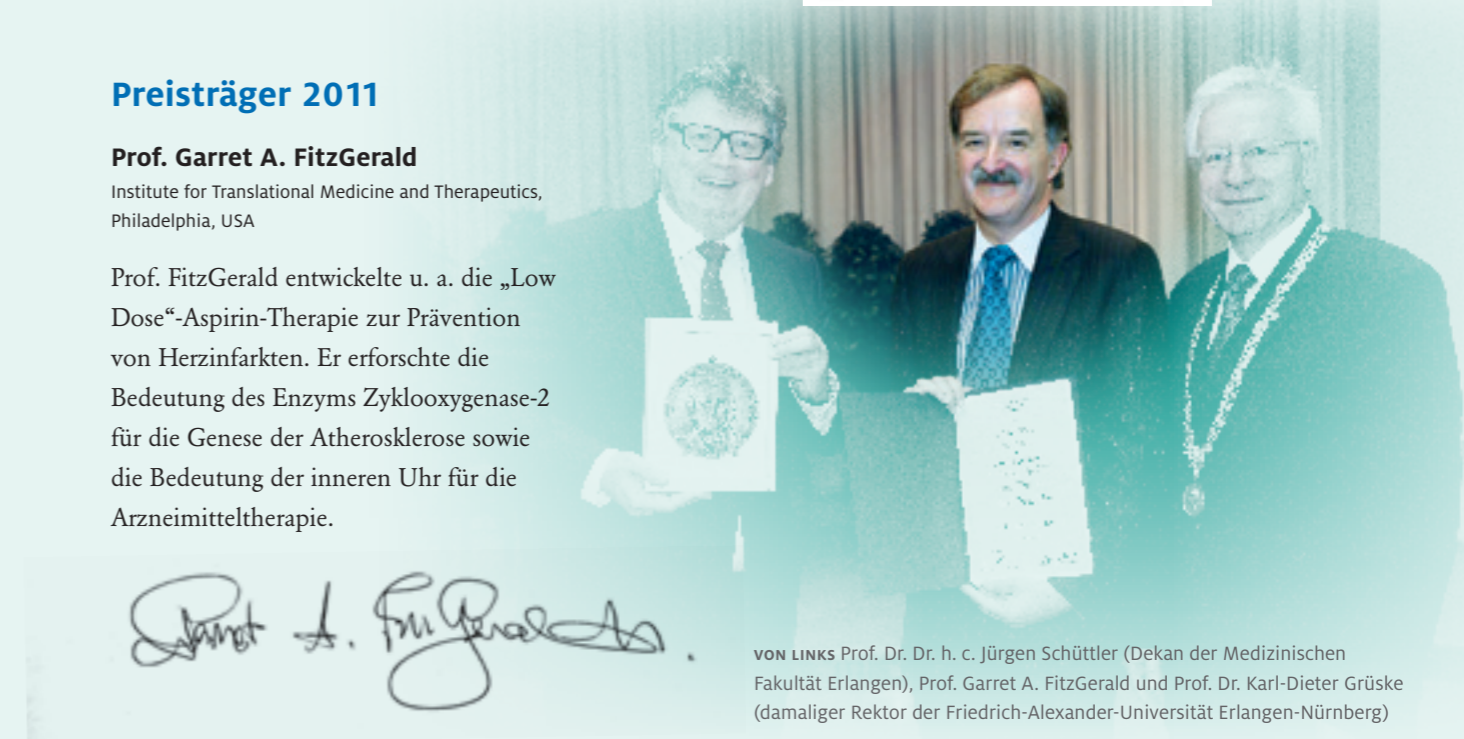 Preisträger 2011
Prof. Garret A. FitzGerald
Institute for Translational Medicine and Therapeutics,
Philadelphia, USA
Prof. FitzGerald entwickelte u. a. die „Low
Dose“-Aspirin-Therapie zur Prävention
von Herzinfarkten. Er erforschte die
Bedeutung des Enzyms Zyklooxygenase-2
für die Genese der Atherosklerose sowie
die Bedeutung der inneren Uhr für die
Arzneimitteltherapie.
Garret A. FitzGerald
VON LINKS Prof. Dr. Dr. h. c. Jürgen Schüttler (Dekan der Medizinischen
Fakultät Erlangen), Prof. Garret A. FitzGerald und Prof. Dr. Karl-Dieter Grüske
(damaliger Rektor der Friedrich-Alexander-Universität Erlangen-Nürnberg)